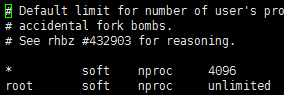 # Default limit for number of user's pro
# accidental fork bombs.
# See rhbz #432903 for reasoning.
* soft nproc 4096
root soft nproc unlimited